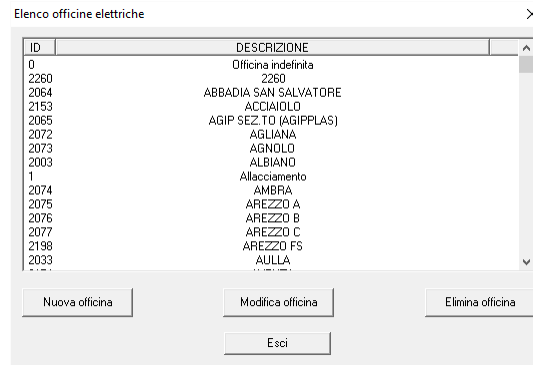 Elenco officine elettriche
ID DESCRIZIONE
0 Officina indefinita
2260 2260
2064 ABBADIA SAN SALVATORE
2153 ACCIAIOLO
2065 AGIP SEZ.TO (AGIPPLAS)
2072 AGLIANA
2073 AGNOLO
2003 ALBIANO
1 Allacciamento
2074 AMBRA
2075 AREZZO A
2076 AREZZO B
2077 AREZZO C
2198 AREZZO FS
2033 AULLA
Nuova officina Modifica officina Elimina officina
Esci